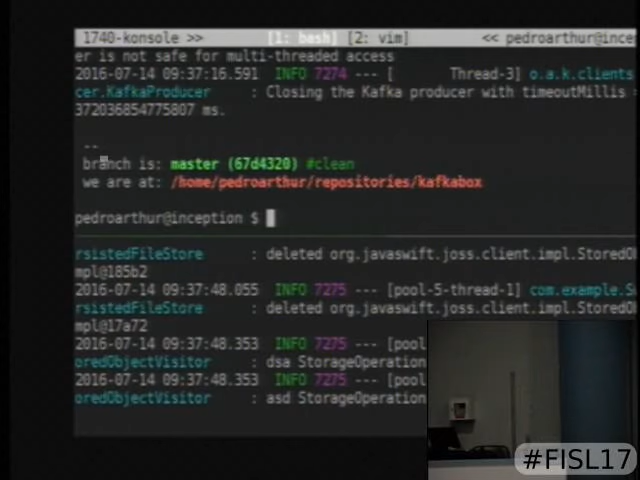 1740-konsole >> [1: bash] [2: vim] << pedroarthur@ince
er is not safe for multi-threaded access
2016-07-14 09:37:16.591 INFO 7274 --- [ Thread-3] o.a.k.clients
cer.KafkaProducer : Closing the Kafka producer with timeoutMillis =
372036854775807 ms.
--
branch is: master (67d4320) #clean
we are at: /home/pedroarthur/repositories/kafkabox
pedroarthur@inception $
rsistedFileStore : deleted org.javaswift.joss.client.impl.StoredO
mpl@185b2
2016-07-14 09:37:48.055 INFO 7275 --- [pool-5-thread-1] com.example.S
rsistedFileStore : deleted org.javaswift.joss.client.impl.StoredO
mpl@17a72
2016-07-14 09:37:48.353 INFO 7275 --- [pool
oredObjectVisitor : dsa StorageOperation
2016-07-14 09:37:48.353 INFO 7275 --- [pool
oredObjectVisitor : asd StorageOperation
#FISL17